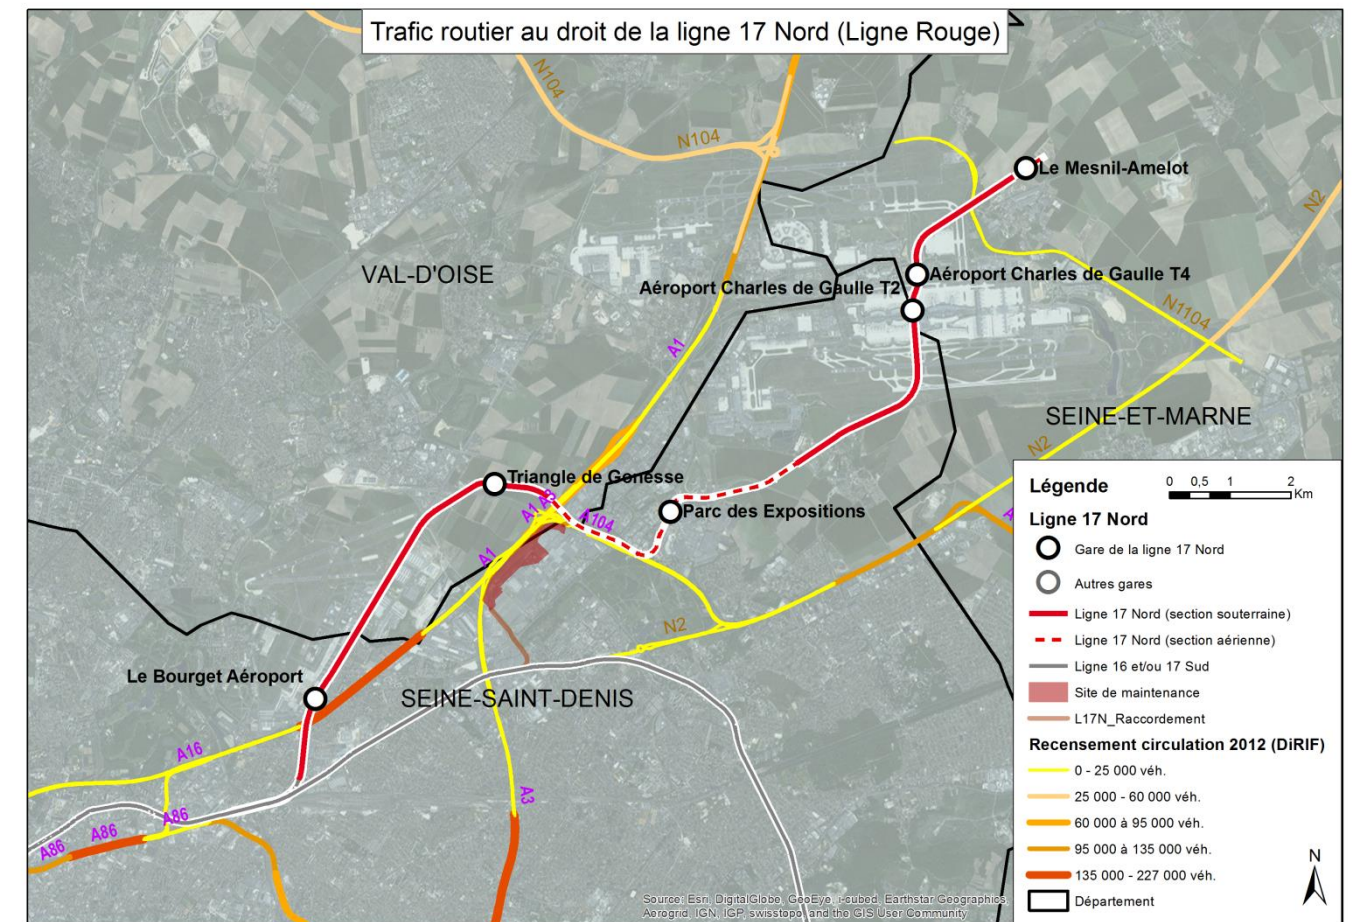 Trafic routier au droit de la ligne 17 Nord (Ligne Rouge)
N104
N104
Le Mesnil-Amelot
N2
VAL-D'OISE
Aéroport Charles de Gaulle T4
Aéroport Charles de Gaulle T2
N1104
A1
SEINE-ET-MARNE
N2
Triangle de Gonesse
A1
A3
A104
Parc des Expositions
A1
N2
Le Bourget Aéroport
SEINE-SAINT-DENIS
A16
A3
A86
A86
A86
Légende
0 0,5 1 2
Km
Ligne 17 Nord
Gare de la ligne 17 Nord
Autres gares
Ligne 17 Nord (section souterraine)
Ligne 17 Nord (section aérienne)
Ligne 16 et/ou 17 Sud
Site de maintenance
L17N_Raccordement
Recensement circulation 2012 (DiRIF)
0 - 25 000 véh.
25 000 - 60 000 véh.
60 000 à 95 000 véh.
95 000 à 135 000 véh.
135 000 - 227 000 véh.
Département
N
Source: Esri, DigitalGlobe, GeoEye, i-cubed, Earthstar Geographics,
Aerogrid, IGN, IGP, swisstopo, and the GIS User Community